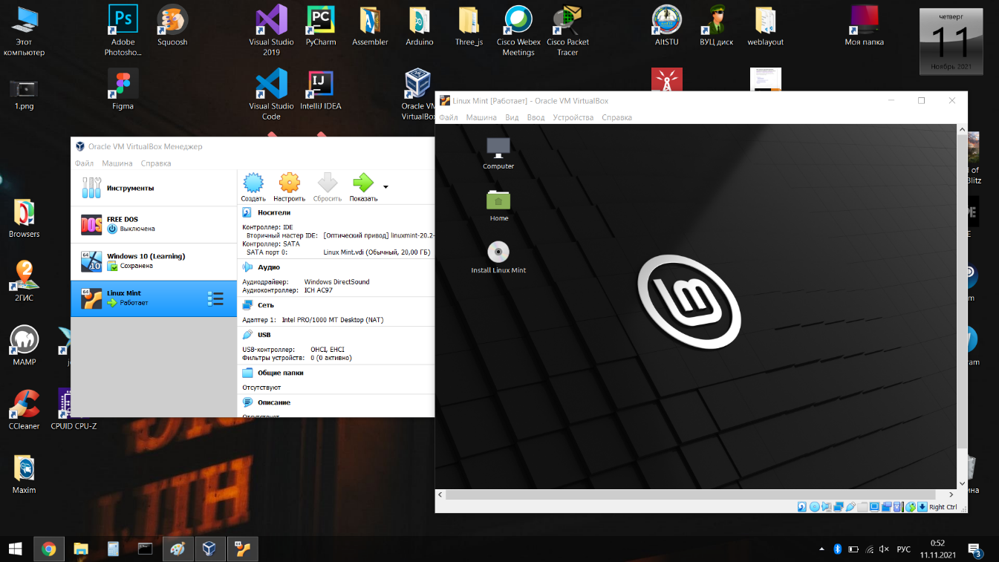 Этот компьютер
Adobe Photosho...
Squoosh
Visual Studio 2019
PyCharm
Assembler
Arduino
Three_js
Cisco Webex Meetings
Cisco Packet Tracer
AltSTU
ВУЦ диск
weblayout
Моя папка
четверг
11
Ноябрь 2021
1.png
Figma
Visual Studio Code
IntelliJ IDEA
Oracle VM VirtualBox
Browsers
2ГИС
MAMP
CCleaner
CPUID CPU-Z
Maxim
Oracle VM VirtualBox Менеджер
Файл Машина Справка
Инструменты
FREE DOS
Выключена
Windows 10 (Learning)
Сохранена
Linux Mint
Работает
Создать Настроить Сбросить Показать
Носители
Контроллер: IDE
Вторичный мастер IDE: [Оптический привод] linuxmint-20.2-
Контроллер: SATA
SATA порт 0: Linux Mint.vdi (Обычный, 20,00 ГБ)
Аудио
Аудиодрайвер: Windows DirectSound
Аудиоконтроллер: ICH AC97
Сеть
Адаптер 1: Intel PRO/1000 MT Desktop (NAT)
USB
USB-контроллер: OHCI, EHCI
Фильтры устройств: 0 (0 активно)
Общие папки
Отсутствуют
Описание
Отсутствует
Linux Mint [Работает] - Oracle VM VirtualBox
Файл Машина Вид Ввод Устройства Справка
Computer
Home
Install Linux Mint
Right Ctrl
d of
Blitz
РУС
0:52
11.11.2021
3